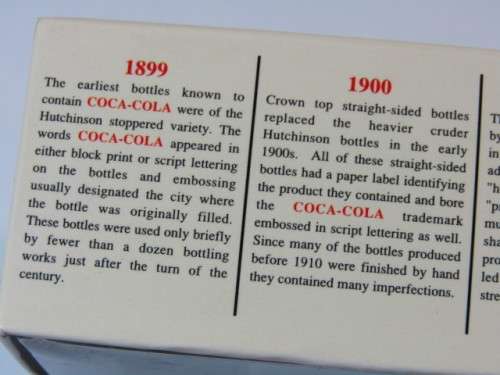 1899
The earliest bottles known to
contain COCA-COLA were of the
Hutchinson stoppered variety. The
words COCA-COLA appeared in
either block print or script lettering
on the bottles and embossing
usually designated the city where
the bottle was originally filled.
These bottles were used only briefly
by fewer than a dozen bottling
works just after the turn of the
century.
1900
Crown top straight-sided bottles
replaced the heavier cruder
Hutchinson bottles in the early
1900s. All of these straight-sided
bottles had a paper label identifying
the product they contained and bore
the COCA-COLA trademark
embossed in script lettering as well.
Since many of the bottles produced
before 1910 were finished by hand
they contained many imperfections.